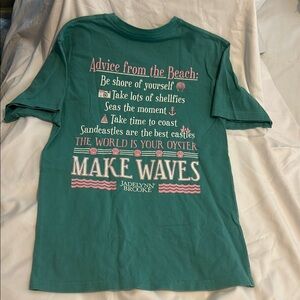 Advice from the Beach:
Be shore of yourself
Take lots of shellfies
Seas the moment
Take time to coast
Sandcastles are the best castles
THE WORLD IS YOUR OYSTER
MAKE WAVES
JADELYNN
BROOKE